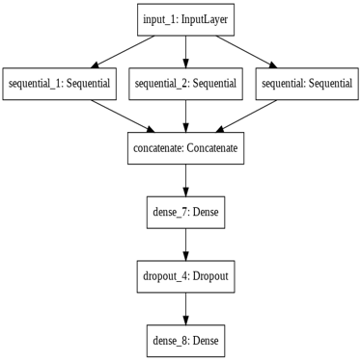 input_1: InputLayer
sequential_1: Sequential
sequential_2: Sequential
sequential: Sequential
concatenate: Concatenate
dense_7: Dense
dropout_4: Dropout
dense_8: Dense